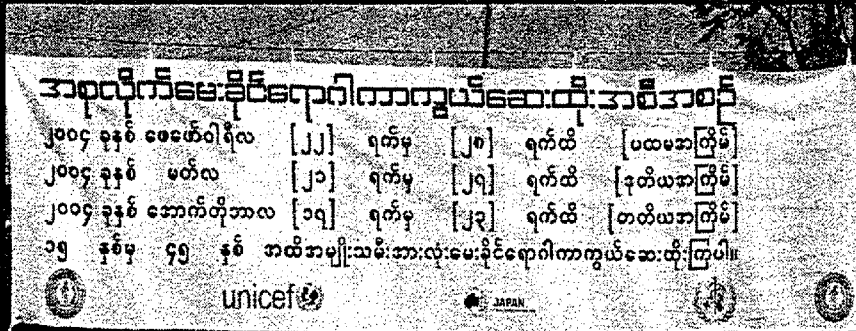 အစုလိုက်မေးခိုင်ရောဂါကာကွယ်ဆေးထိုးအစီအစဉ်
၂၀၀၄ ခုနှစ် ဖေဖော်ဝါရီလ [၂၂] ရက်မှ [၂၈] ရက်ထိ [ပထမအကြိမ်]
၂၀၀၄ ခုနှစ် မတ်လ [၂၁] ရက်မှ [၂၇] ရက်ထိ [ဒုတိယအကြိမ်]
၂၀၀၄ ခုနှစ် အောက်တိုဘာလ [၁၇] ရက်မှ [၂၃] ရက်ထိ [တတိယအကြိမ်]
၁၅ နှစ်မှ ၄၅ နှစ် အထိအမျိုးသမီးအားလုံးမေးခိုင်ရောဂါကာကွယ်ဆေးထိုးကြပါ။
unicef JAPAN